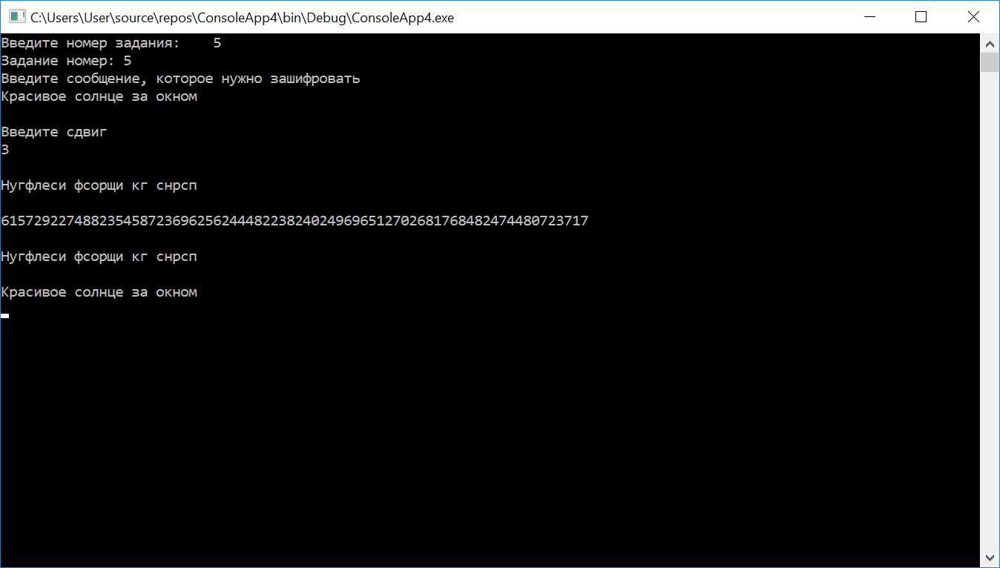 C:\Users\User\source\repos\ConsoleApp4\bin\Debug\ConsoleApp4.exe
Введите номер задания:    5
Задание номер: 5
Введите сообщение, которое нужно зашифровать
Красивое солнце за окном
Введите сдвиг
3
Нугфлеси фсорщи кг снрсп
615729227488235458723696256244482238240249696512702681768482474480723717
Нугфлеси фсорщи кг снрсп
Красивое солнце за окном